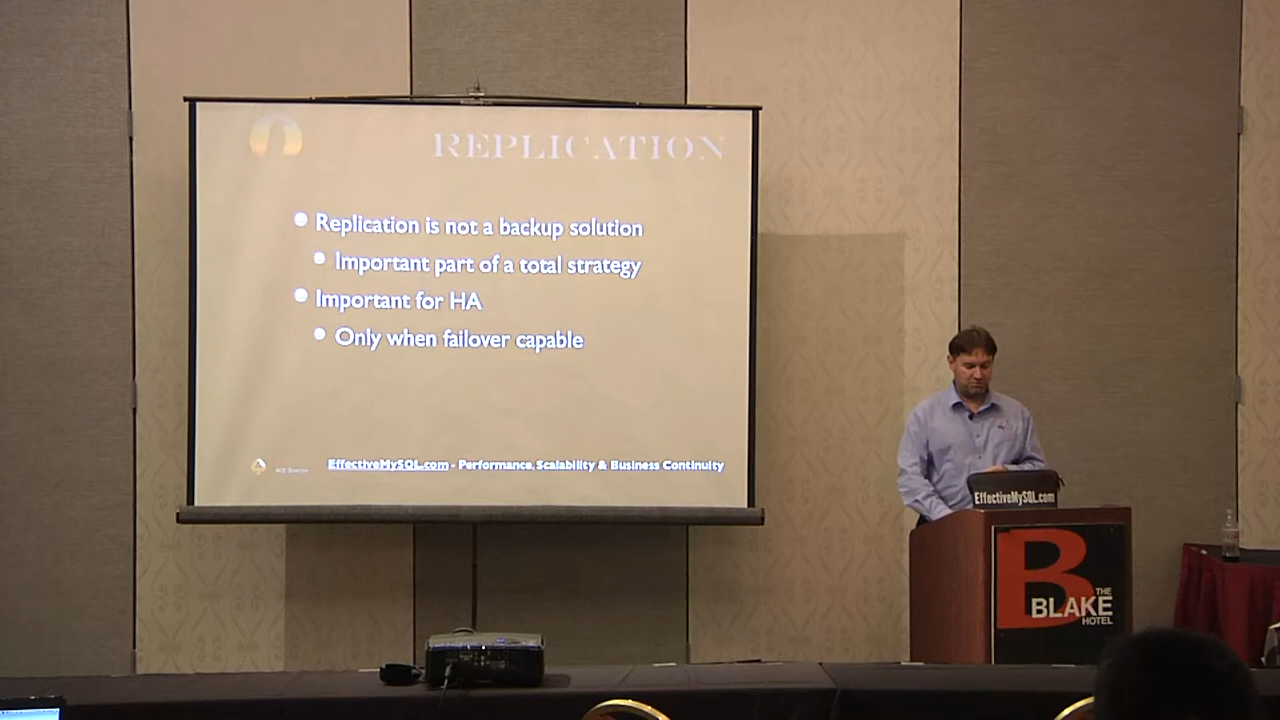 REPLICATION
Replication is not a backup solution
Important part of a total strategy
Important for HA
Only when failover capable
EffectiveMySQL.com - Performance, Scalability & Business Continuity
EffectiveMySQL.com
B
THE
BLAKE
HOTEL